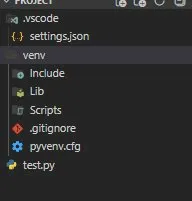 PROJECT
.vscode
settings.json
venv
Include
Lib
Scripts
.gitignore
pyvenv.cfg
test.py